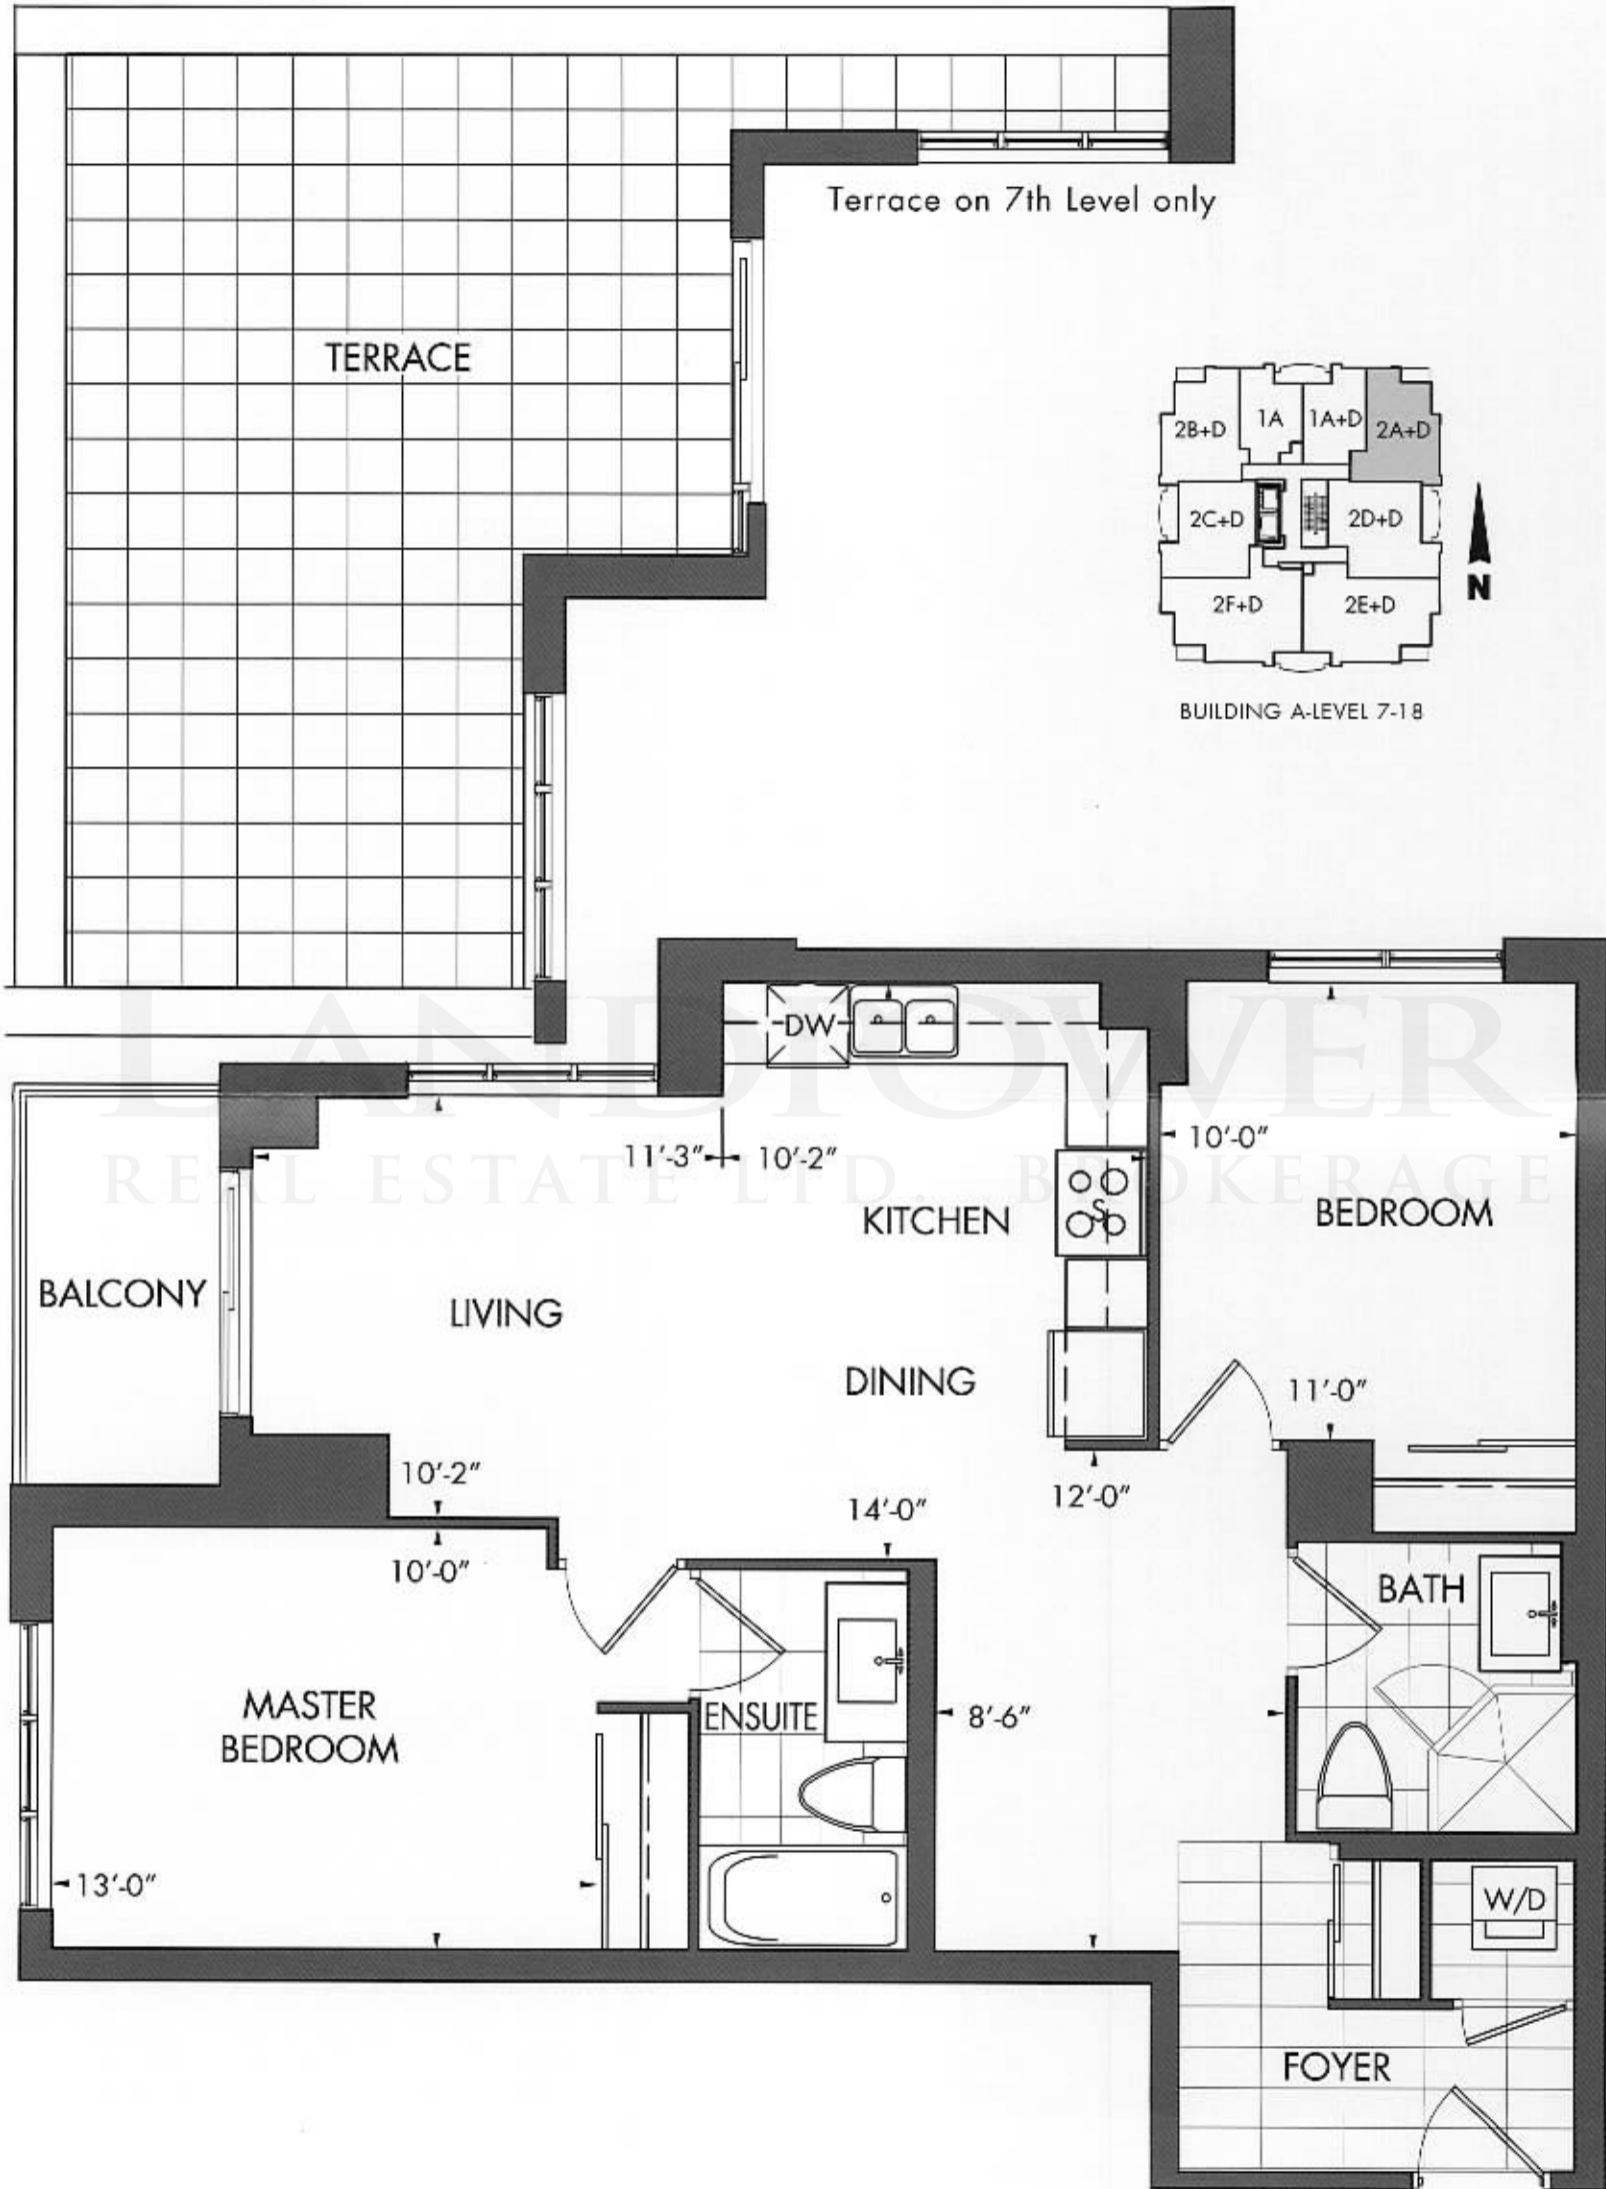 Terrace on 7th Level only
TERRACE
2B+D
1A
1A+D
2A+D
2C+D
2D+D
2F+D
2E+D
N
BUILDING A-LEVEL 7-18
LANDPOWER
REAL ESTATE LTD. BROKERAGE
DW
11'-3"
10'-2"
10'-0"
KITCHEN
S
BEDROOM
BALCONY
LIVING
DINING
11'-0"
10'-2"
14'-0"
12'-0"
10'-0"
BATH
MASTER
BEDROOM
ENSUITE
8'-6"
13'-0"
W/D
FOYER